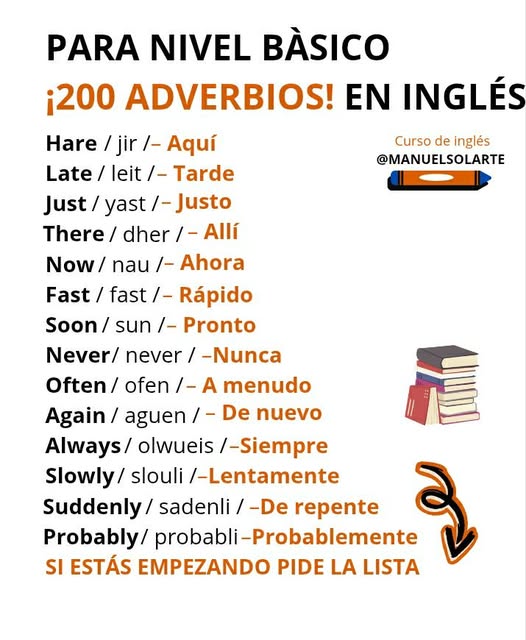 PARA NIVEL BÀSICO
¡200 ADVERBIOS! EN INGLÉS
Curso de inglés
@MANUELSOLARTE
Hare / jir /– Aquí
Late / leit /– Tarde
Just / yast /– Justo
There / dher / – Allí
Now / nau /– Ahora
Fast / fast /– Rápido
Soon / sun /– Pronto
Never / never / –Nunca
Often / ofen /– A menudo
Again / aguen / – De nuevo
Always / olwueis /–Siempre
Slowly / slouli /–Lentamente
Suddenly / sadenli / –De repente
Probably / probabli –Probablemente
SI ESTÁS EMPEZANDO PIDE LA LISTA